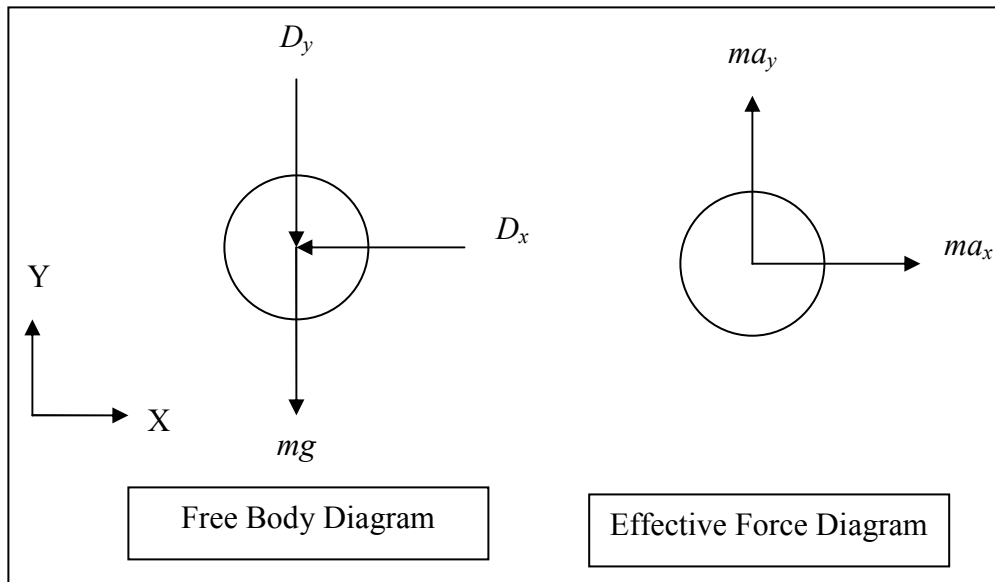 D_y
ma_y
D_x
ma_x
Y
X
mg
Free Body Diagram
Effective Force Diagram